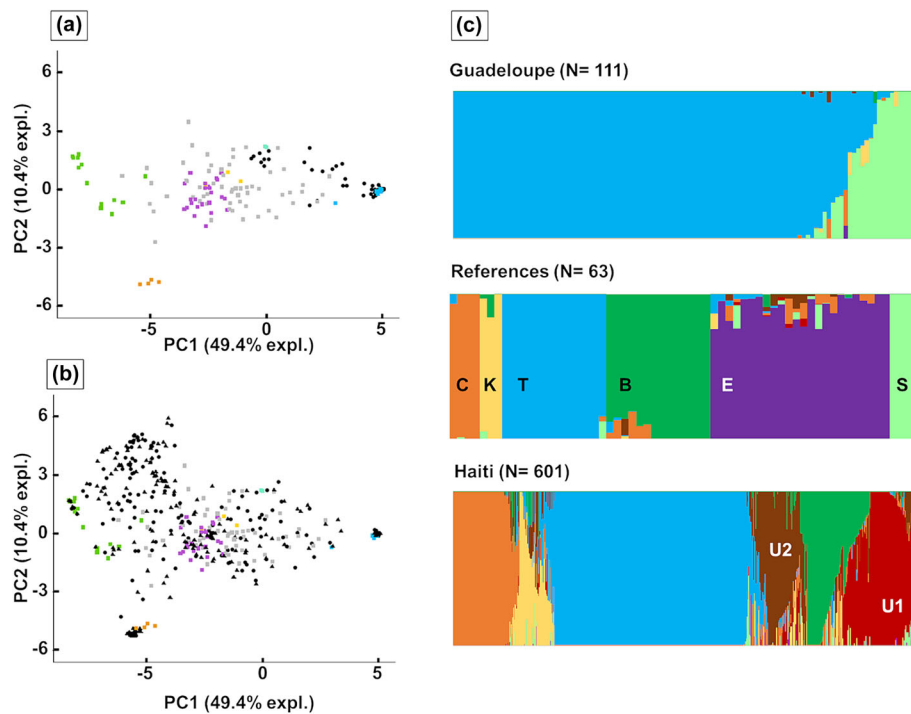 (a)
6
3
0
-3
-6
PC2 (10.4% expl.)
-5
0
5
PC1 (49.4% expl.)
(b)
6
3
0
-3
-6
PC2 (10.4% expl.)
-5
0
5
PC1 (49.4% expl.)
(c)
Guadeloupe (N= 111)
References (N= 63)
C K T B E S
Haiti (N= 601)
U2
U1